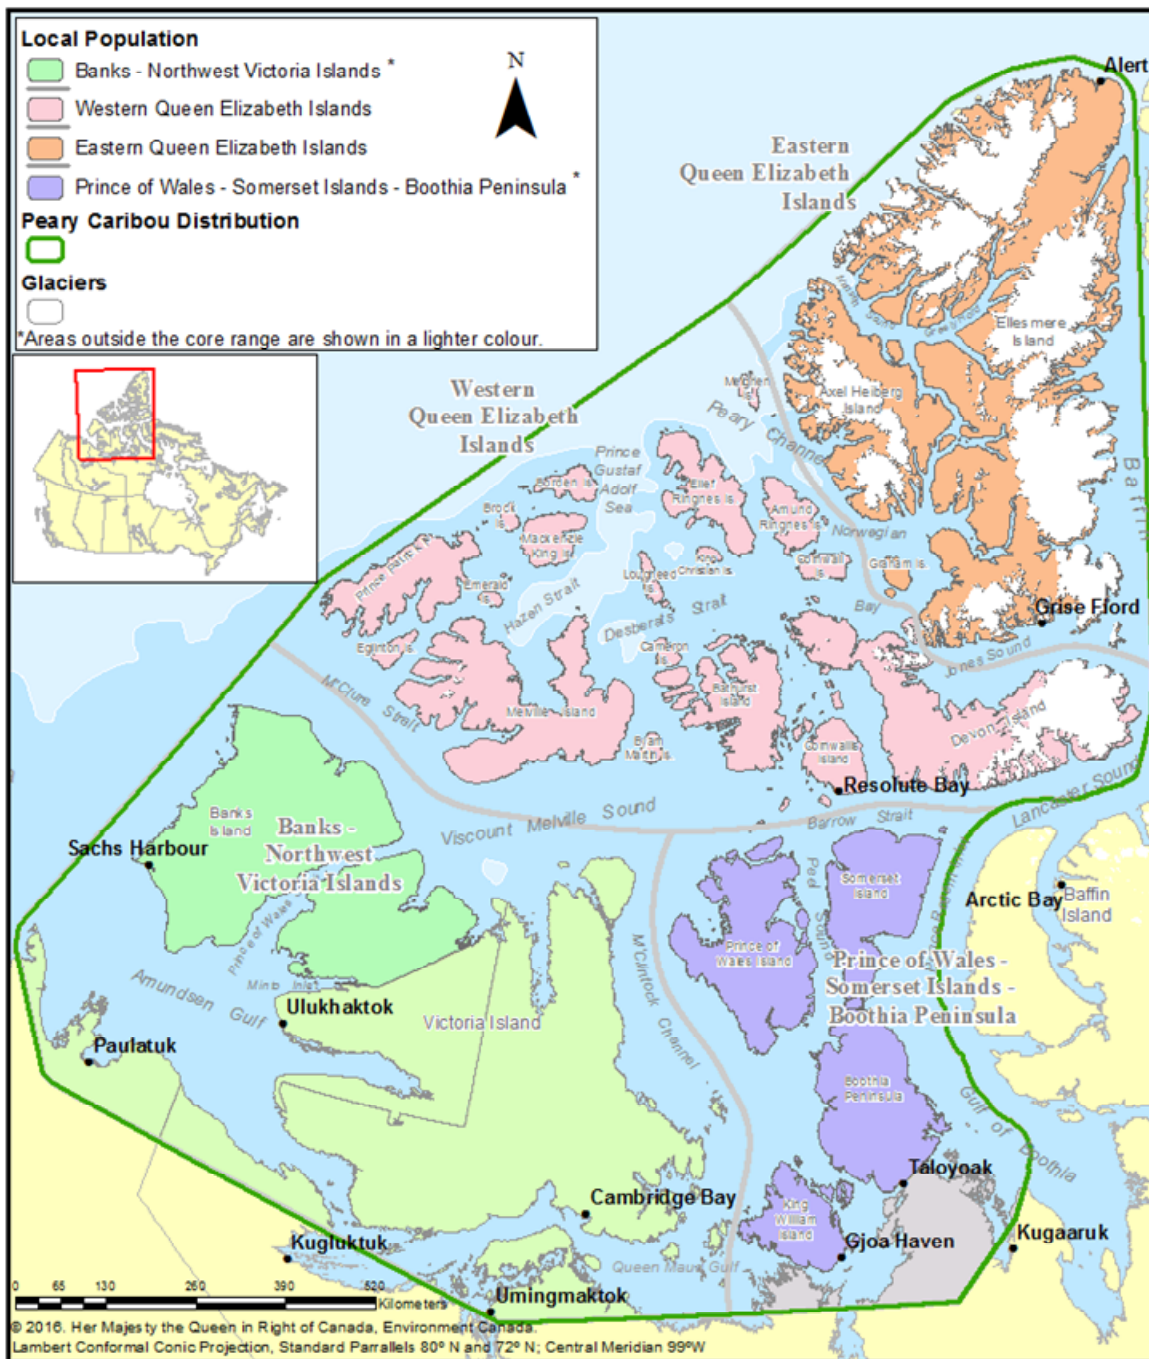 Local Population
Banks - Northwest Victoria Islands *
Western Queen Elizabeth Islands
Eastern Queen Elizabeth Islands
Prince of Wales - Somerset Islands - Boothia Peninsula *
Peary Caribou Distribution
Glaciers
*Areas outside the core range are shown in a lighter colour.
N
Alert
Eastern
Queen Elizabeth
Islands
Ellesmere
Island
Axel Heiberg
Island
Western
Queen Elizabeth
Islands
Peary Channel
Prince
Gustaf
Adolf
Sea
Borden Is.
Brock
Is.
Mackenzie
King Is.
Ellef
Ringnes Is.
Amund
Ringnes Is.
Norwegian
Bay
Cornwall
Is.
Graham Is.
King
Christian Is.
Lougheed
Is.
Emerald
Is.
Hazen Strait
Desberats Strait
Eglinton Is.
Cameron
Is.
Melville Island
Bathurst
Island
Byam
Martin Is.
Cornwallis
Island
Devon Island
Grise Fiord
Jones Sound
Baffin
M'Clure Strait
Resolute Bay
Lancaster Sound
Barrow Strait
Viscount Melville Sound
Banks
Island
Banks -
Northwest
Victoria Islands
Sachs Harbour
Prince of Wales
Minto Inlet
Amundsen Gulf
Ulukhaktok
Paulatuk
Victoria Island
M'Clintock Channel
Peel Sound
Somerset
Island
Prince of
Wales Island
Prince of Wales -
Somerset Islands -
Boothia Peninsula
Arctic Bay
Baffin
Island
Boothia
Peninsula
Gulf of Boothia
Taloyoak
King
William
Island
Gjoa Haven
Kugaaruk
Cambridge Bay
Kugluktuk
Queen Maud Gulf
Umingmaktok
0 65 130 260 390 520
Kilometers
© 2016. Her Majesty the Queen in Right of Canada, Environment Canada.
Lambert Conformal Conic Projection, Standard Parrallels 80° N and 72° N; Central Meridian 99°W